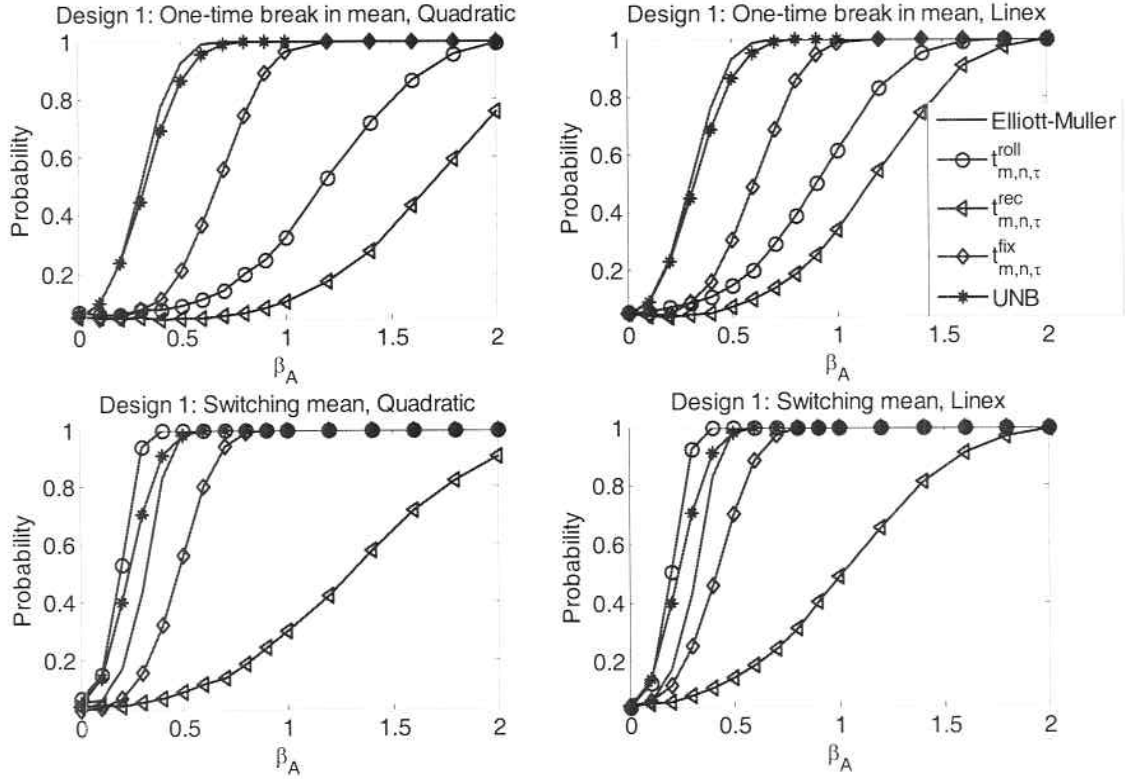 Design 1: One-time break in mean, Quadratic
1
0.8
0.6
0.4
0.2
Probability
0
0.5
1
1.5
2
β_A
Design 1: One-time break in mean, Linex
1
0.8
0.6
0.4
0.2
Probability
0
0.5
1
1.5
2
β_A
Elliott-Muller
t^roll_m,n,τ
t^rec_m,n,τ
t^fix_m,n,τ
UNB
Design 1: Switching mean, Quadratic
1
0.8
0.6
0.4
0.2
Probability
0
0.5
1
1.5
2
β_A
Design 1: Switching mean, Linex
1
0.8
0.6
0.4
0.2
Probability
0
0.5
1
1.5
2
β_A